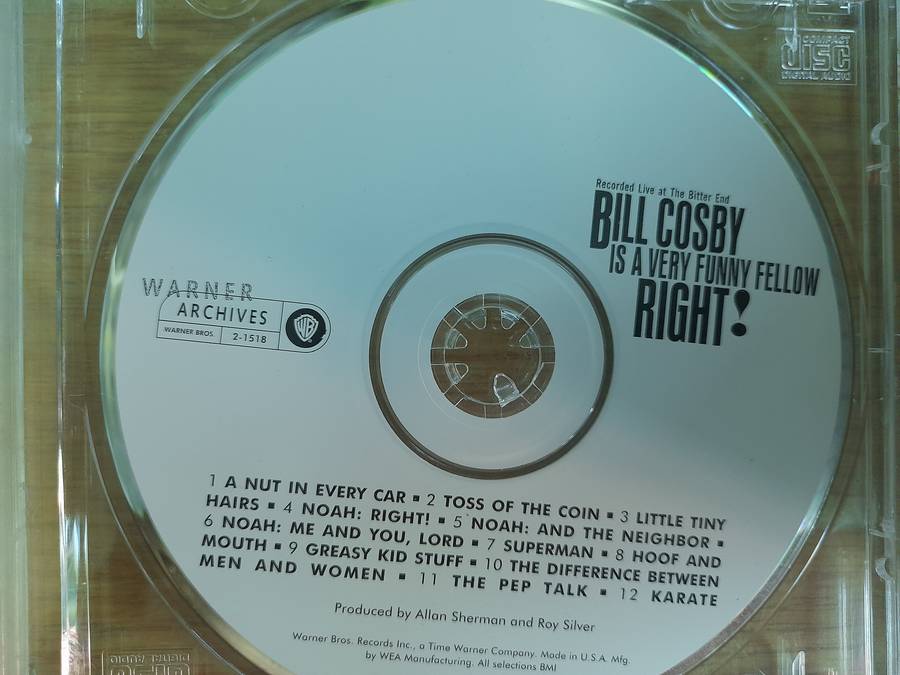 COMPACT
disc
DIGITAL AUDIO
Recorded Live at The Bitter End
BILL COSBY
IS A VERY FUNNY FELLOW
RIGHT!
WARNER
ARCHIVES
WARNER BROS. 2-1518
WB
1 A NUT IN EVERY CAR ▪ 2 TOSS OF THE COIN ▪ 3 LITTLE TINY
HAIRS ▪ 4 NOAH: RIGHT! ▪ 5 NOAH: AND THE NEIGHBOR ▪
6 NOAH: ME AND YOU, LORD ▪ 7 SUPERMAN ▪ 8 HOOF AND
MOUTH ▪ 9 GREASY KID STUFF ▪ 10 THE DIFFERENCE BETWEEN
MEN AND WOMEN ▪ 11 THE PEP TALK ▪ 12 KARATE
Produced by Allan Sherman and Roy Silver
Warner Bros. Records Inc., a Time Warner Company. Made in U.S.A. Mfg.
by WEA Manufacturing. All selections BMI
DIGITAL AUDIO